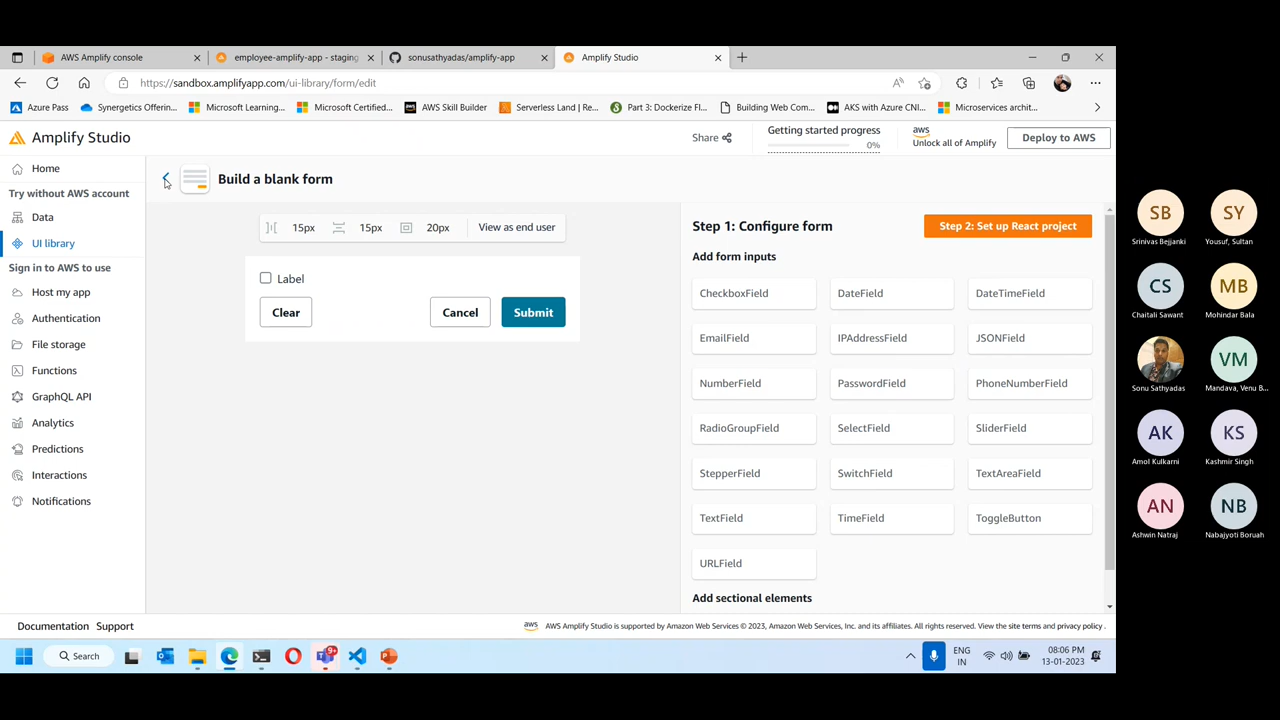 AWS Amplify console
employee-amplify-app - staging
sonusathyadas/amplify-app
Amplify Studio
https://sandbox.amplifyapp.com/ui-library/form/edit
Azure Pass
Synergetics Offerin...
Microsoft Learning...
Microsoft Certified...
AWS Skill Builder
Serverless Land | Re...
Part 3: Dockerize Fl...
Building Web Com...
AKS with Azure CNI...
Microservices archit...
Amplify Studio
Share
Getting started progress
0%
aws
Unlock all of Amplify
Deploy to AWS
Home
Try without AWS account
Data
UI library
Sign in to AWS to use
Host my app
Authentication
File storage
Functions
GraphQL API
Analytics
Predictions
Interactions
Notifications
Build a blank form
15px
15px
20px
View as end user
Label
Clear
Cancel
Submit
Step 1: Configure form
Step 2: Set up React project
Add form inputs
CheckboxField
DateField
DateTimeField
EmailField
IPAddressField
JSONField
NumberField
PasswordField
PhoneNumberField
RadioGroupField
SelectField
SliderField
StepperField
SwitchField
TextAreaField
TextField
TimeField
ToggleButton
URLField
Add sectional elements
Documentation Support
aws AWS Amplify Studio is supported by Amazon Web Services © 2023, Amazon Web Services, Inc. and its affiliates. All rights reserved. View the site terms and privacy policy .
Search
9+
ENG
IN
08:06 PM
13-01-2023
SB
Srinivas Bejjanki
SY
Yousuf, Sultan
CS
Chaitali Sawant
MB
Mohindar Bala
Sonu Sathyadas
VM
Mandava, Venu B...
AK
Amol Kulkarni
KS
Kashmir Singh
AN
Ashwin Natraj
NB
Nabajyoti Boruah